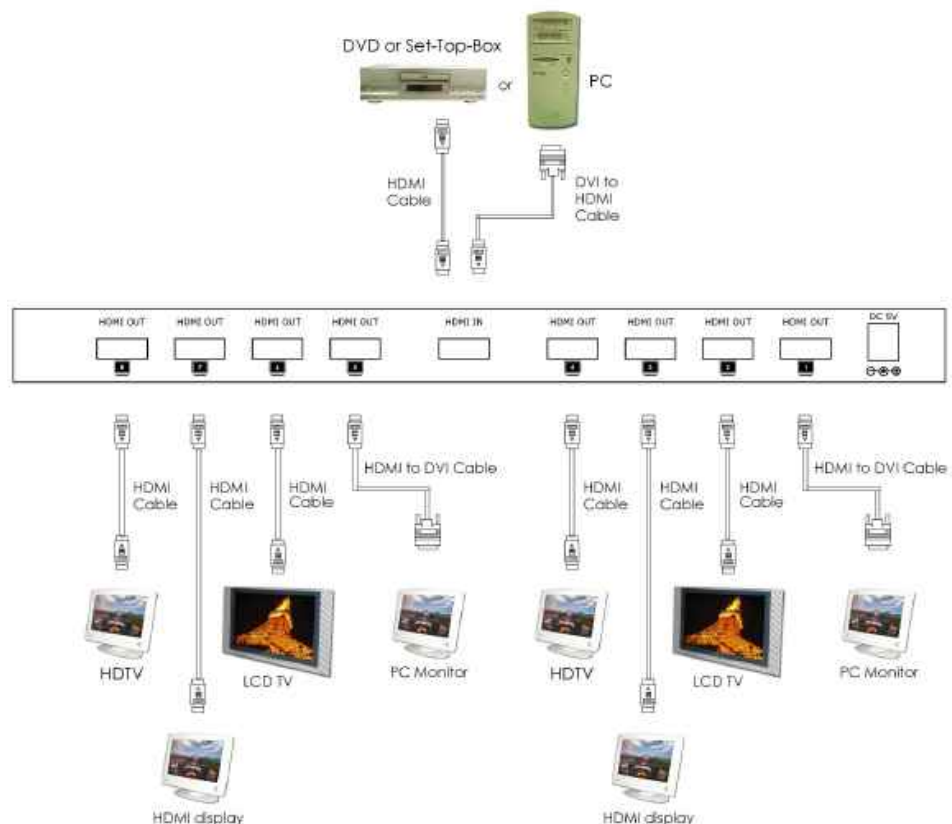 DVD or Set-Top-Box
or
PC
HDMI
Cable
DVI to
HDMI
Cable
HDMI OUT
HDMI OUT
HDMI OUT
HDMI OUT
HDMI IN
HDMI OUT
HDMI OUT
HDMI OUT
HDMI OUT
DC 5V
HDMI
Cable
HDMI
Cable
HDMI
Cable
HDMI to DVI Cable
HDMI
Cable
HDMI
Cable
HDMI
Cable
HDMI to DVI Cable
HDTV
LCD TV
PC Monitor
HDTV
LCD TV
PC Monitor
HDMI display
HDMI display